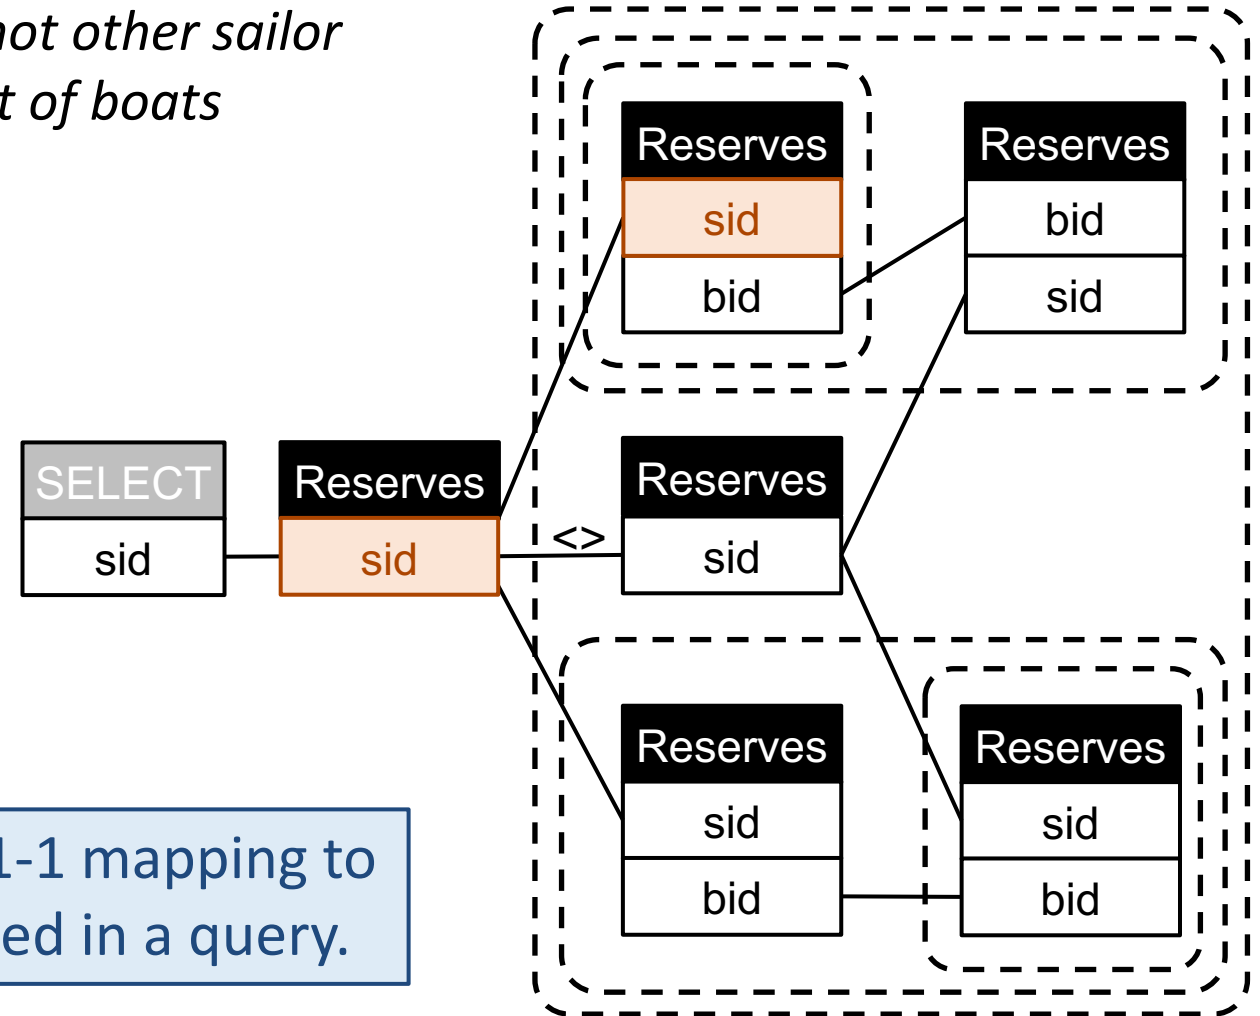 not other sailor
t of boats
Reserves
sid
bid
Reserves
bid
sid
SELECT
sid
Reserves
sid
<>
Reserves
sid
Reserves
sid
bid
Reserves
sid
bid
1-1 mapping to
ed in a query.